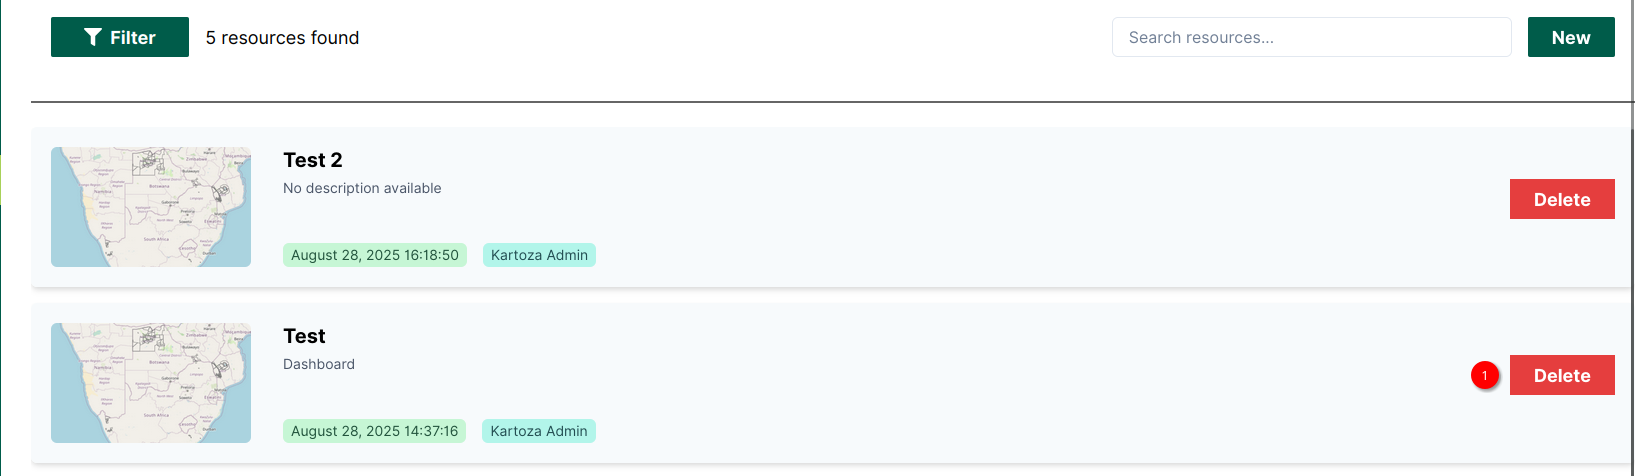 Filter
5 resources found
Search resources...
New
Test 2
No description available
Delete
August 28, 2025 16:18:50
Kartoza Admin
Test
Dashboard
1
Delete
August 28, 2025 14:37:16
Kartoza Admin